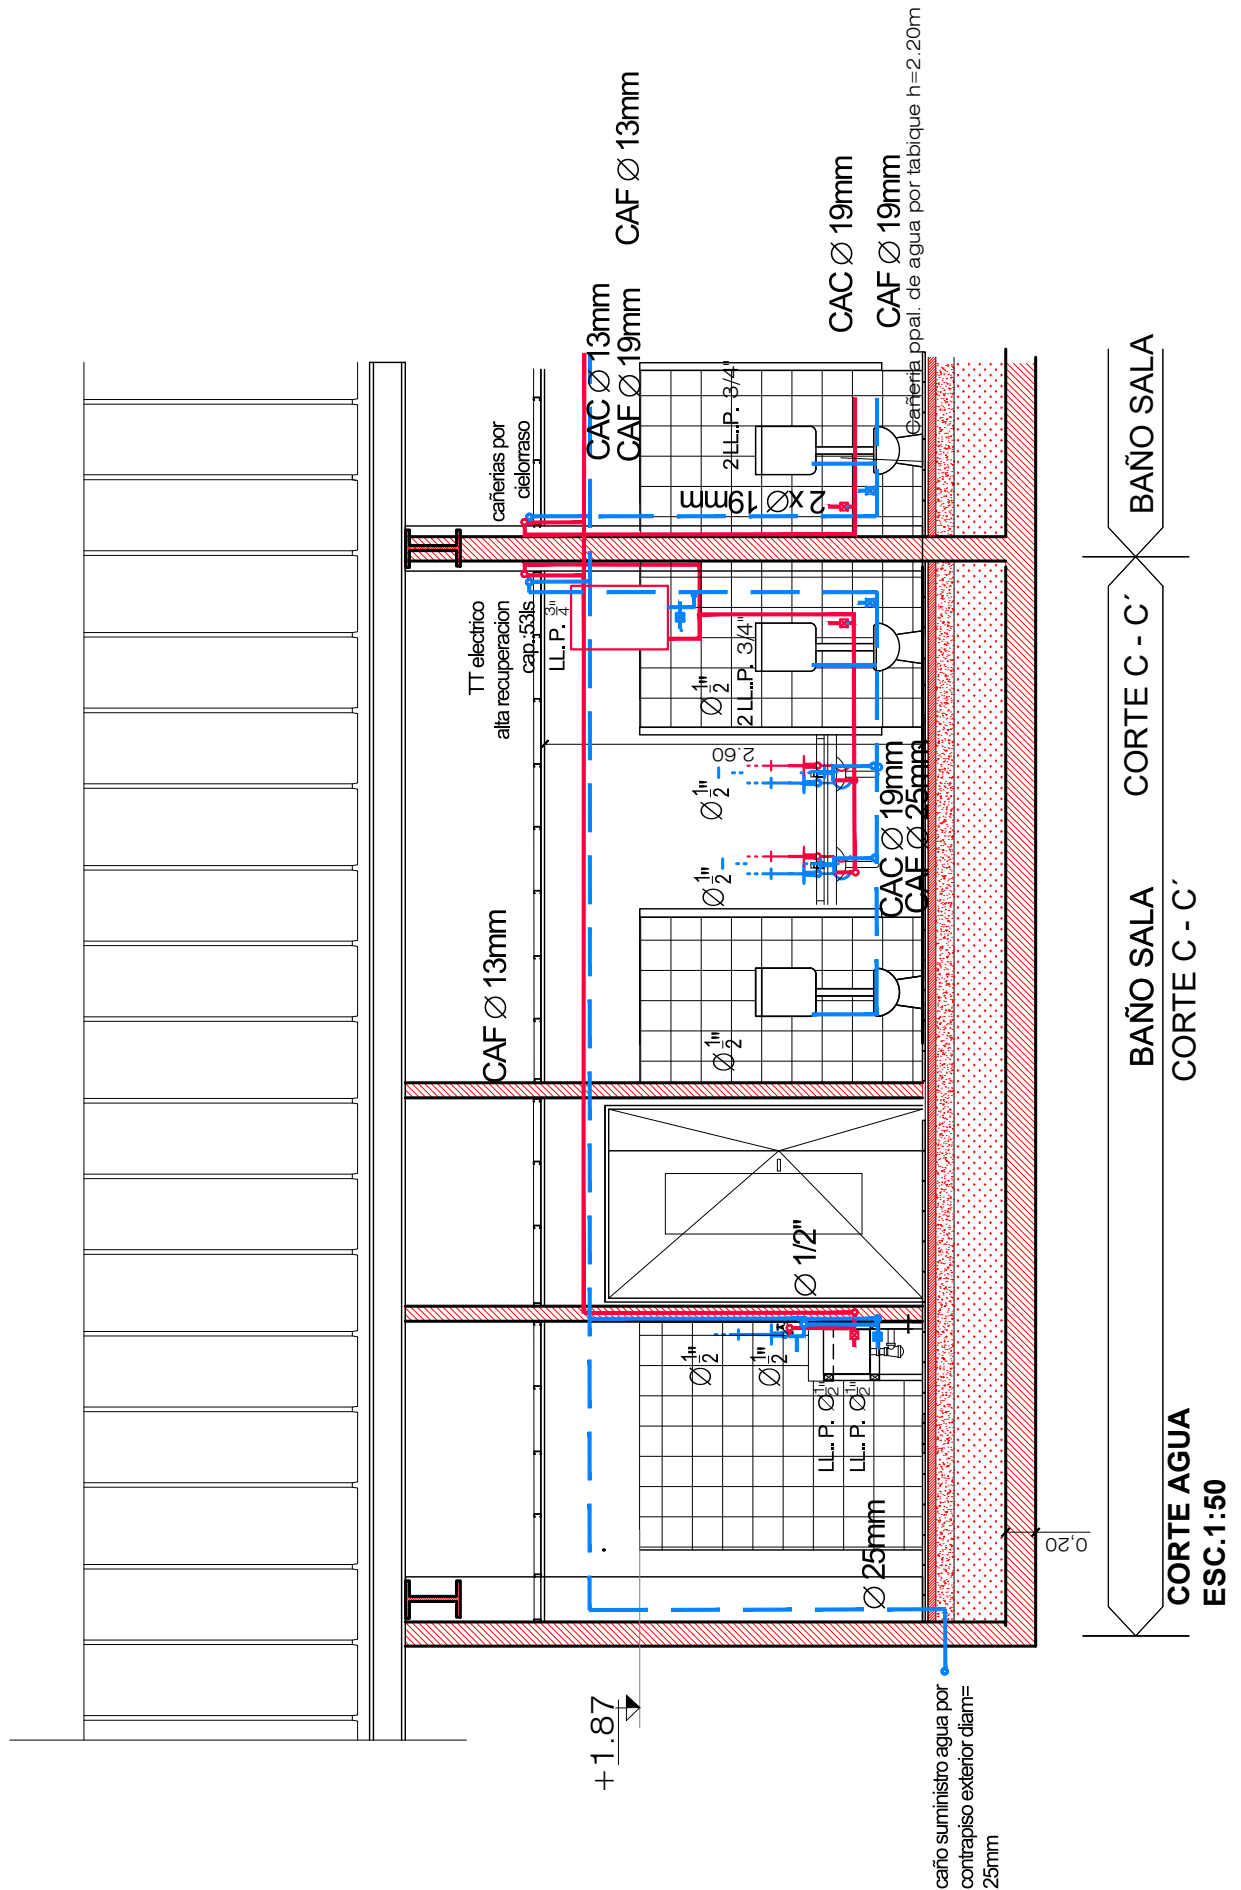 CAF Ø 13mm
cañerias por
cielorraso
CAC Ø 13mm
CAF Ø 19mm
CAF Ø 13mm
TT electrico
alta recuperacion
cap.:53ls
LL. P. 3/4"
2LL.P. 3/4"
2xØ19mm
CAC Ø 19mm
CAF Ø 19mm
Cañeria ppal. de agua por tabique h=2.20m
Ø 1/2"
2LL.P. 3/4"
2.60
Ø 1/2"
Ø 1/2"
CAC Ø 19mm
CAF Ø 25mm
Ø 1/2"
Ø 1/2"
Ø 1/2"
Ø 1/2"
LL.. P. Ø 1/2"
LL.. P. Ø 1/2"
Ø 25mm
+1.87
0,20
caño suministro agua por
contrapiso exterior diam=
25mm
BAÑO SALA
CORTE C - C´
BAÑO SALA
CORTE C - C´
CORTE AGUA
ESC.1:50